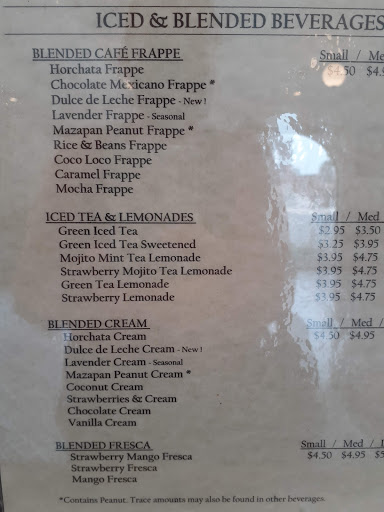 ICED & BLENDED BEVERAGES
BLENDED CAFÉ FRAPPE Small / Me
Horchata Frappe $4.50 $4.9
Chocolate Mexicano Frappe *
Dulce de Leche Frappe - New !
Lavender Frappe - Seasonal
Mazapan Peanut Frappe *
Rice & Beans Frappe
Coco Loco Frappe
Caramel Frappe
Mocha Frappe
ICED TEA & LEMONADES Small / Med
Green Iced Tea $2.95 $3.50
Green Iced Tea Sweetened $3.25 $3.95
Mojito Mint Tea Lemonade $3.95 $4.75
Strawberry Mojito Tea Lemonade $3.95 $4.75
Green Tea Lemonade $3.95 $4.75
Strawberry Lemonade $3.95 $4.75
BLENDED CREAM Small / Med /
Horchata Cream $4.50 $4.95
Dulce de Leche Cream - New !
Lavender Cream - Seasonal
Mazapan Peanut Cream *
Coconut Cream
Strawberries & Cream
Chocolate Cream
Vanilla Cream
BLENDED FRESCA Small / Med / L
Strawberry Mango Fresca $4.50 $4.95 $5
Strawberry Fresca
Mango Fresca
*Contains Peanut. Trace amounts may also be found in other beverages.